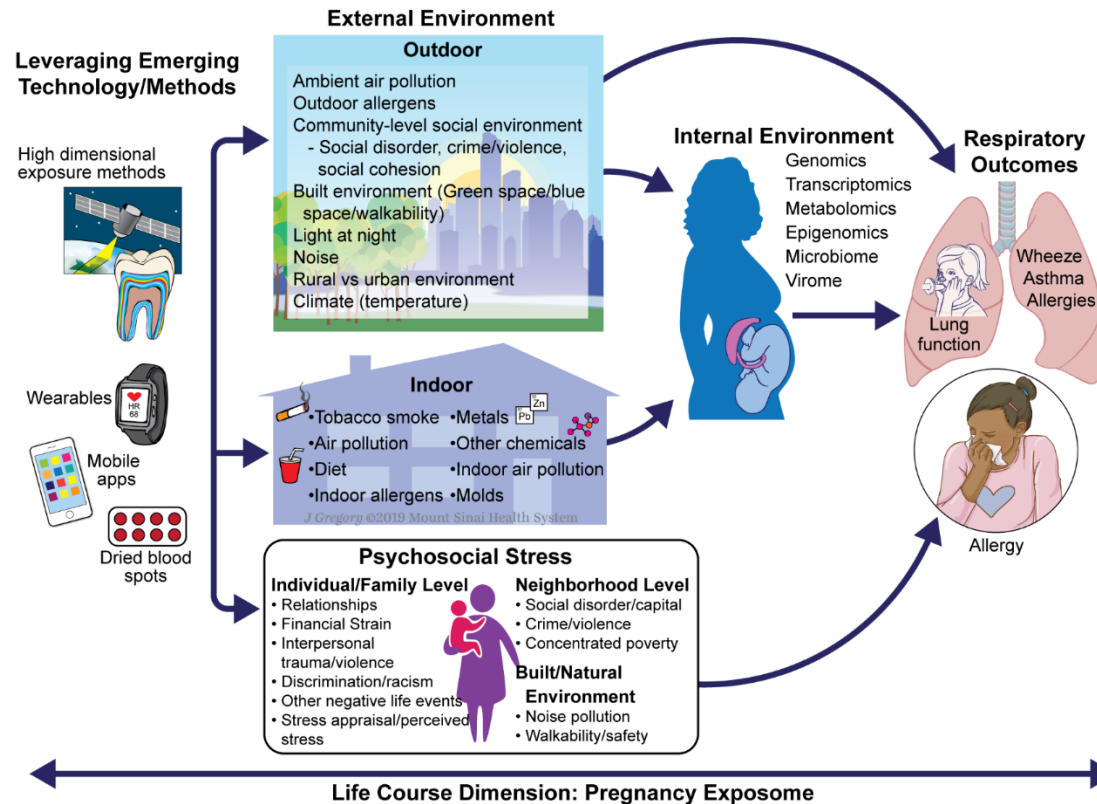 Leveraging Emerging
Technology/Methods
High dimensional
exposure methods
Wearables
HR
68
Mobile
apps
Dried blood
spots
External Environment
Outdoor
Ambient air pollution
Outdoor allergens
Community-level social environment
- Social disorder, crime/violence,
social cohesion
Built environment (Green space/blue
space/walkability)
Light at night
Noise
Rural vs urban environment
Climate (temperature)
Indoor
•Tobacco smoke
•Air pollution
•Diet
•Indoor allergens
•Metals
Pb
Zn
•Other chemicals
•Indoor air pollution
•Molds
J Gregory ©2019 Mount Sinai Health System
Psychosocial Stress
Individual/Family Level
• Relationships
• Financial Strain
• Interpersonal
trauma/violence
• Discrimination/racism
• Other negative life events
• Stress appraisal/perceived
stress
Neighborhood Level
• Social disorder/capital
• Crime/violence
• Concentrated poverty
Built/Natural
Environment
• Noise pollution
• Walkability/safety
Internal Environment
Genomics
Transcriptomics
Metabolomics
Epigenomics
Microbiome
Virome
Respiratory
Outcomes
Wheeze
Asthma
Allergies
Lung
function
Allergy
Life Course Dimension: Pregnancy Exposome